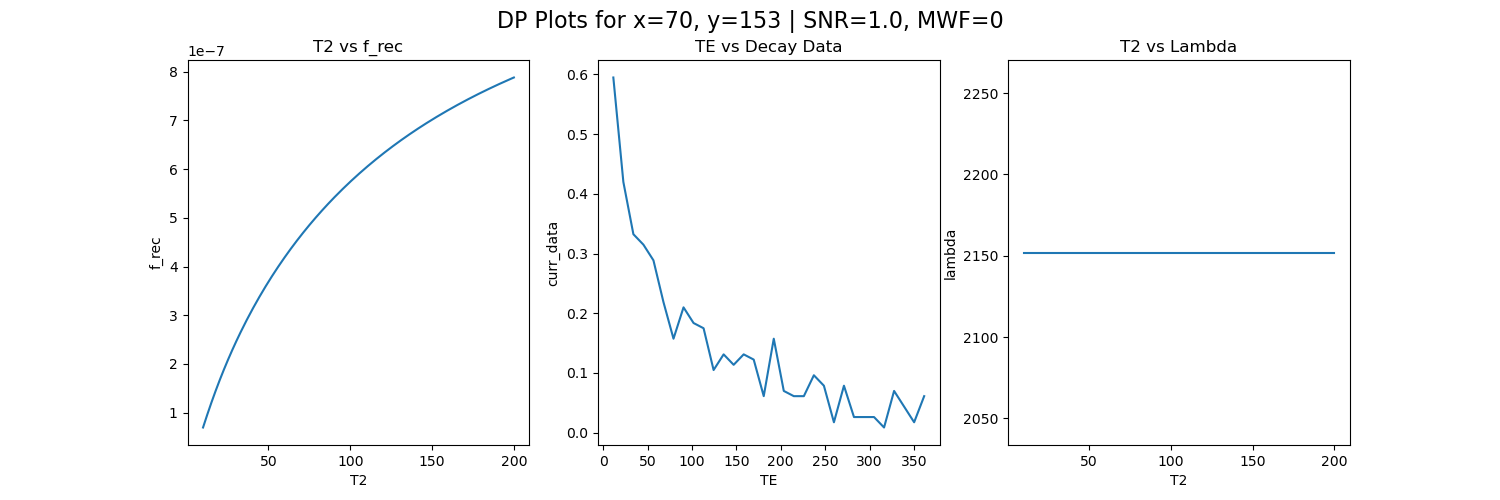 DP Plots for x=70, y=153 | SNR=1.0, MWF=0
T2 vs f_rec
1e−7
8
7
6
5
4
3
2
1
f_rec
50 100 150 200
T2
TE vs Decay Data
0.6
0.5
0.4
0.3
0.2
0.1
0.0
curr_data
0 50 100 150 200 250 300 350
TE
T2 vs Lambda
2250
2200
2150
2100
2050
lambda
50 100 150 200
T2